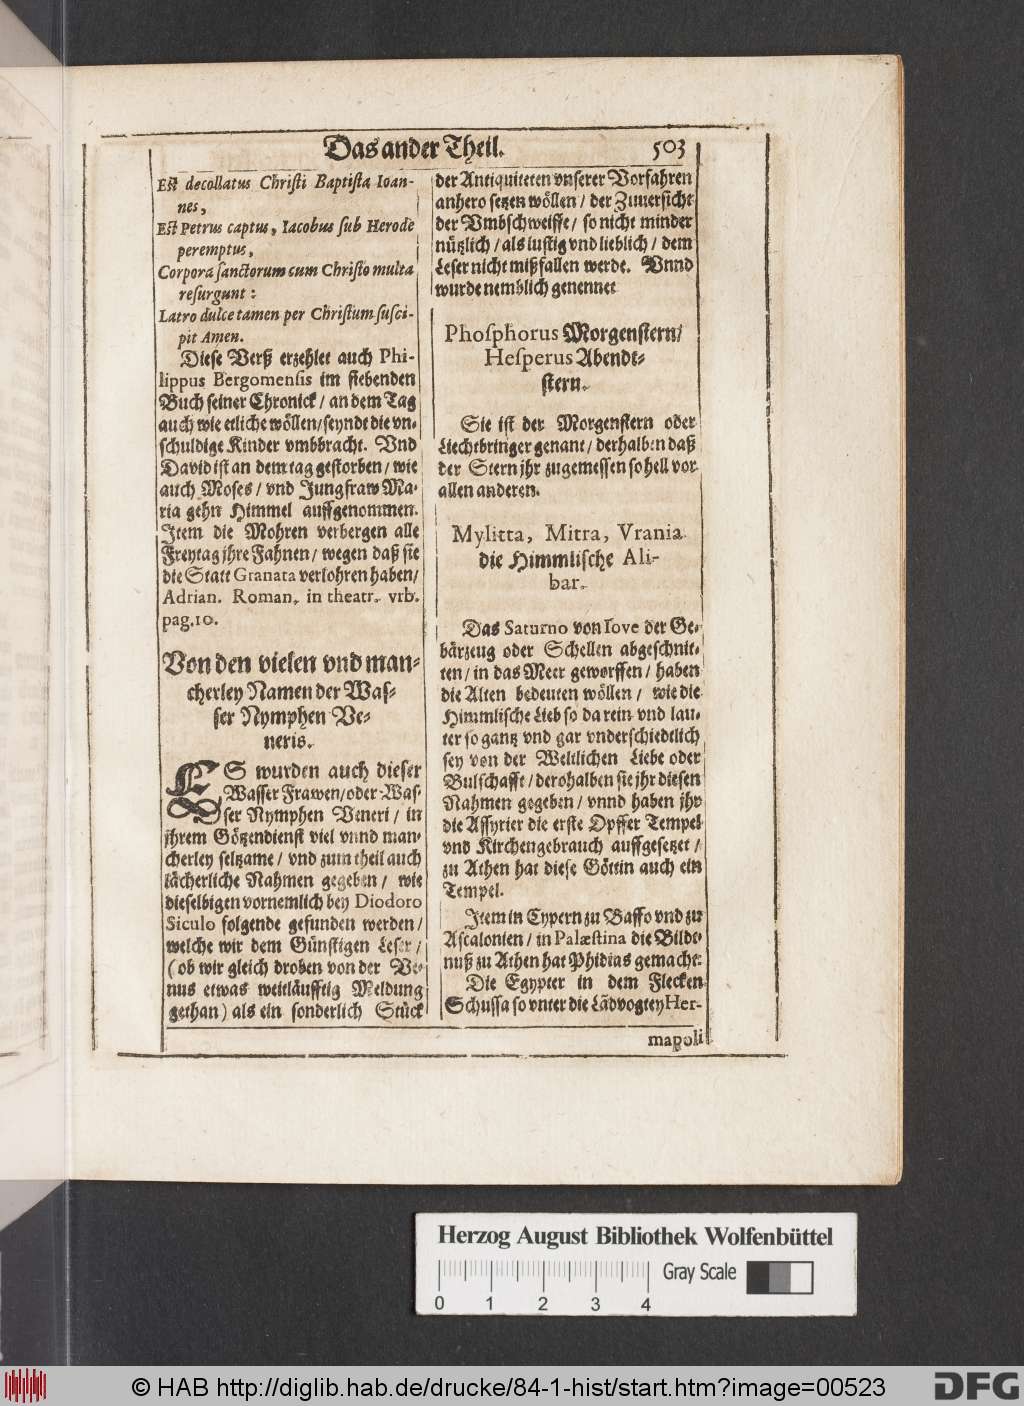 Das ander Theil. 503
Est decollatus Christi Baptista Ioan-
nes,
Est Petrus captus, Iacobus sub Herode
peremptus,
Corpora sanctorum cum Christo multa
resurgunt:
Latro dulce tamen per Christum susci-
pit Amen.
Diese Verß erzehlet auch Phi-
lippus Bergomensis im siebenden
Buch seiner Chronick / an dem Tag
auch wie etliche wöllen / seyndt die vn-
schuldige Kinder vmbbracht. Vnd
David ist an dem tag gestorben / wie
auch Moses / vnd Jungfraw Ma-
ria gehn Himmel auffgenommen.
Item die Mohren verbergen alle
Freytag jhre Fahnen / wegen daß sie
die Statt Granata verlohren haben /
Adrian. Roman. in theatr. vrb.
pag. 10.
Von den vielen vnd man-
cherley Namen der Was-
ser Nymphen Ve-
neris.
ES wurden auch dieser
Wasser Frawen / oder Was-
ser Nymphen Veneri / in
jhrem Götzendienst viel vnnd man-
cherley seltzame / vnd zum theil auch
lächerliche Nahmen gegeben / wie
dieselbigen vornemlich bey Diodoro
Siculo folgende gefunden werden /
welche wir dem Günstigen Leser /
(ob wir gleich droben von der Ve-
nus etwas weitläufftig Meldung
gethan) als ein sonderlich Stück
der Antiquiteten vnserer Vorfahren
anhero setzen wöllen / der Zuuersicht
der Vmbschweiffe / so nicht minder
nützlich / als lustig vnd lieblich / dem
Leser nicht mißfallen werde. Vnnd
wurde nemblich genennet
Phosphorus Morgenstern /
Hesperus Abendt-
stern.
Sie ist der Morgenstern oder
Liechtbringer genant / derhalben daß
der Stern jhr zugemessen so hell vor
allen anderen.
Mylitta, Mitra, Vrania
die Himmlische Ali-
bar.
Das Saturno von Iove der Ge-
bärzeug oder Schellen abgeschnit-
ten / in das Meer geworffen / haben
die Alten bedeuten wöllen / wie die
Himmlische Lieb so da rein vnd lau-
ter so gantz vnd gar vnderschiedtlich
sey von der Weltlichen Liebe oder
Bulschafft / derohalben sie jhr diesen
Nahmen gegeben / vnnd haben jhr
die Assyrier die erste Opffer Tempel
vnd Kirchengebrauch auffgesetzet /
zu Athen hat diese Göttin auch ein
Tempel.
Item in Cypern zu Baffo vnd zu
Ascalonien / in Palæstina die Bildt-
nuß zu Athen hat Phidias gemacht.
Die Egypter in dem Flecken
Schussa so vnter die Lādvogtey Her-
mapoli
Herzog August Bibliothek Wolfenbüttel
Gray Scale
0 1 2 3 4
© HAB http://diglib.hab.de/drucke/84-1-hist/start.htm?image=00523
DFG